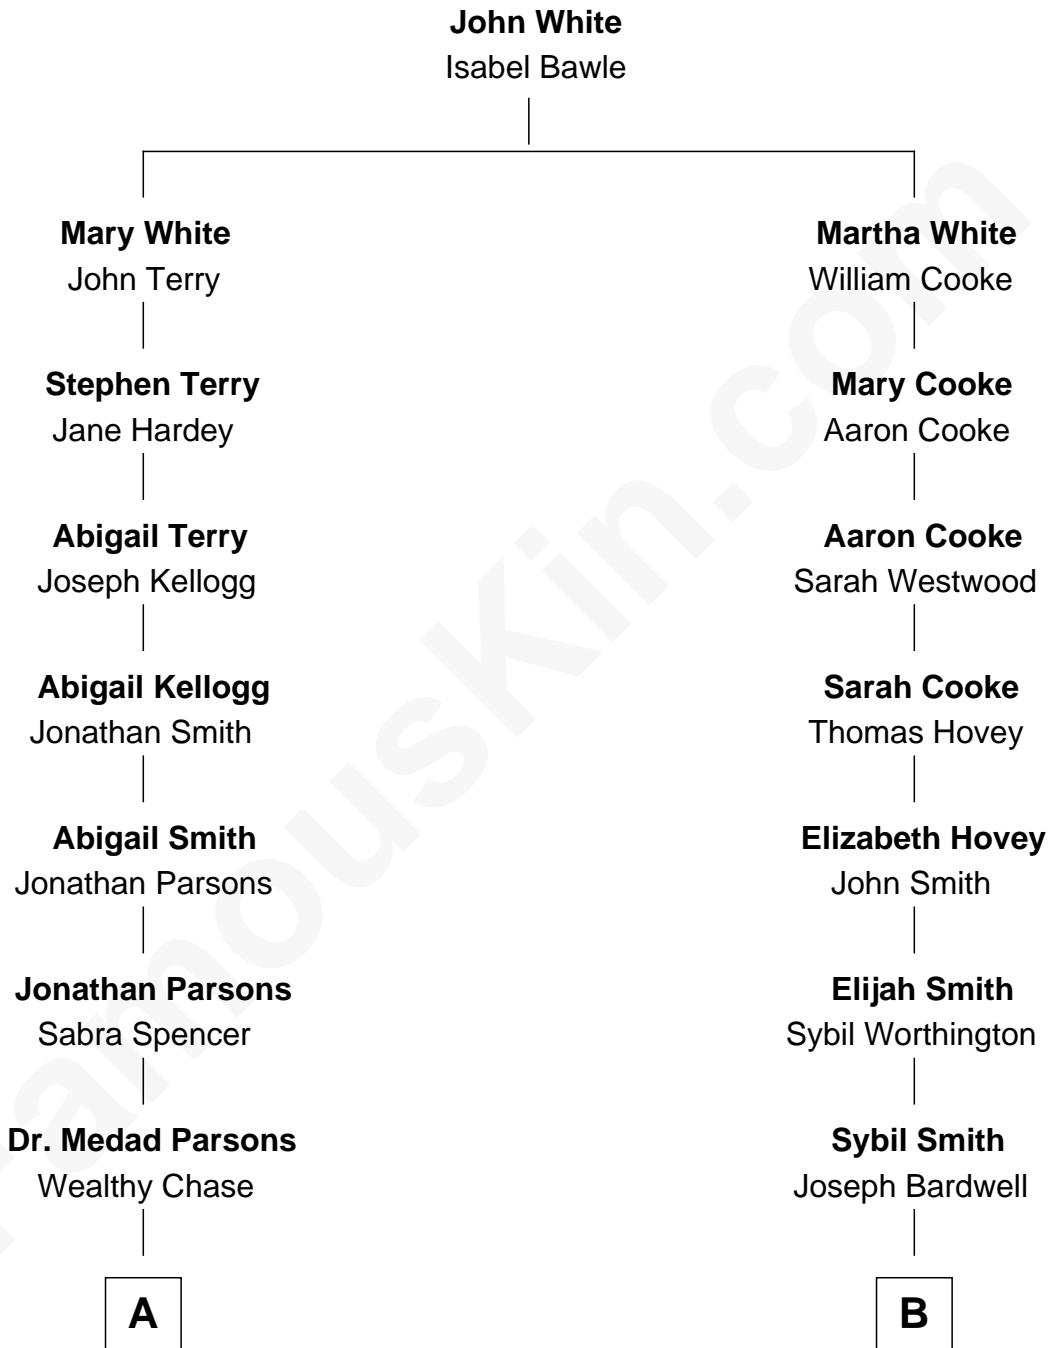 John White
Isabel Bawle
Mary White
John Terry
Martha White
William Cooke
Stephen Terry
Jane Hardey
Mary Cooke
Aaron Cooke
Abigail Terry
Joseph Kellogg
Aaron Cooke
Sarah Westwood
Abigail Kellogg
Jonathan Smith
Sarah Cooke
Thomas Hovey
Abigail Smith
Jonathan Parsons
Elizabeth Hovey
John Smith
Jonathan Parsons
Sabra Spencer
Elijah Smith
Sybil Worthington
Dr. Medad Parsons
Wealthy Chase
Sybil Smith
Joseph Bardwell
A
B
FamousKin.com